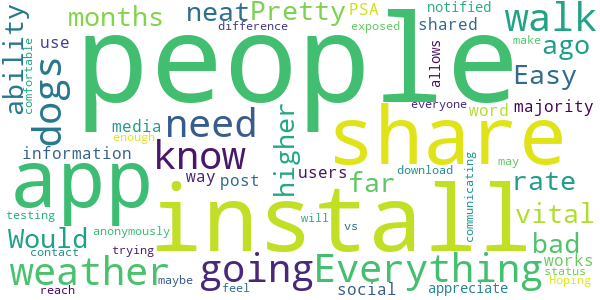 neat Pretty PSA notified walk
months difference exposed shared make
ability comfortable dogs use people allows ago
Easy
media need everyone word majority
know higher share
information way post users far rate
enough
app install communicating download may
testing Would anonymously will vs vital
contact trying bad
weather going Everything works
reach maybe feel social appreciate status Hoping